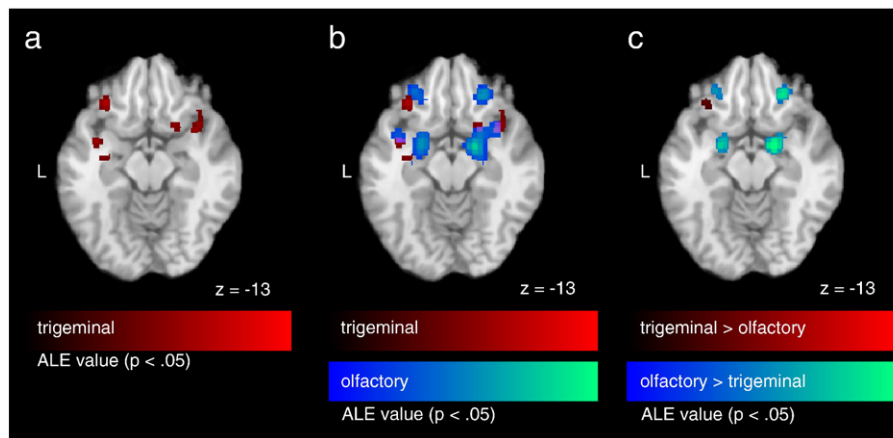 a
L
z = -13
trigeminal
ALE value (p < .05)
b
L
z = -13
trigeminal
olfactory
ALE value (p < .05)
c
L
z = -13
trigeminal > olfactory
olfactory > trigeminal
ALE value (p < .05)